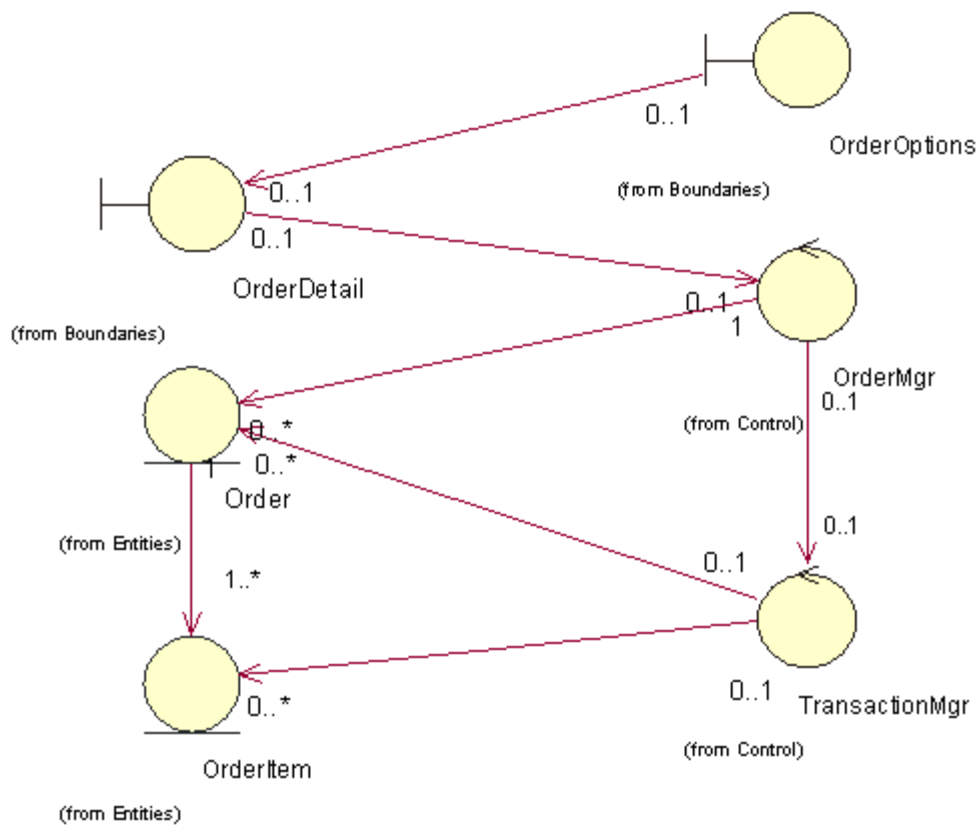 0..1
OrderOptions
(from Boundaries)
0..1
0..1
OrderDetail
(from Boundaries)
0..1
1
OrderMgr
0..1
(from Control)
0..*
0..*
1
Order
(from Entities)
0..1
0..1
1..*
0..1
TransactionMgr
(from Control)
0..*
OrderItem
(from Entities)